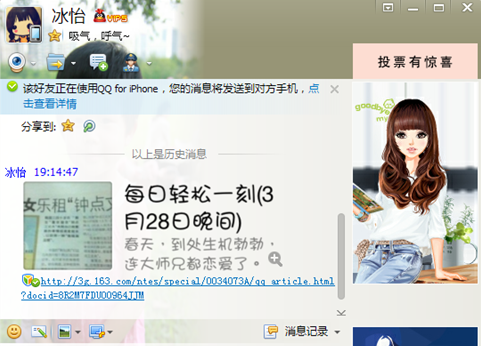 冰怡 VIP5
吸气，呼气~
该好友正在使用QQ for iPhone，您的消息将发送到对方手机，点
击查看详情
分享到:
以上是历史消息
冰怡 19:14:47
女乐租“钟点
每日轻松一刻(3
月28日晚间)
春天，到处生机勃勃，
连大师兄都恋爱了。
http://3g.163.com/ntes/special/0034073A/qq_article.html
?docid=8R2M7FDU00964JJM
消息记录
投票有惊喜
goodbye
my